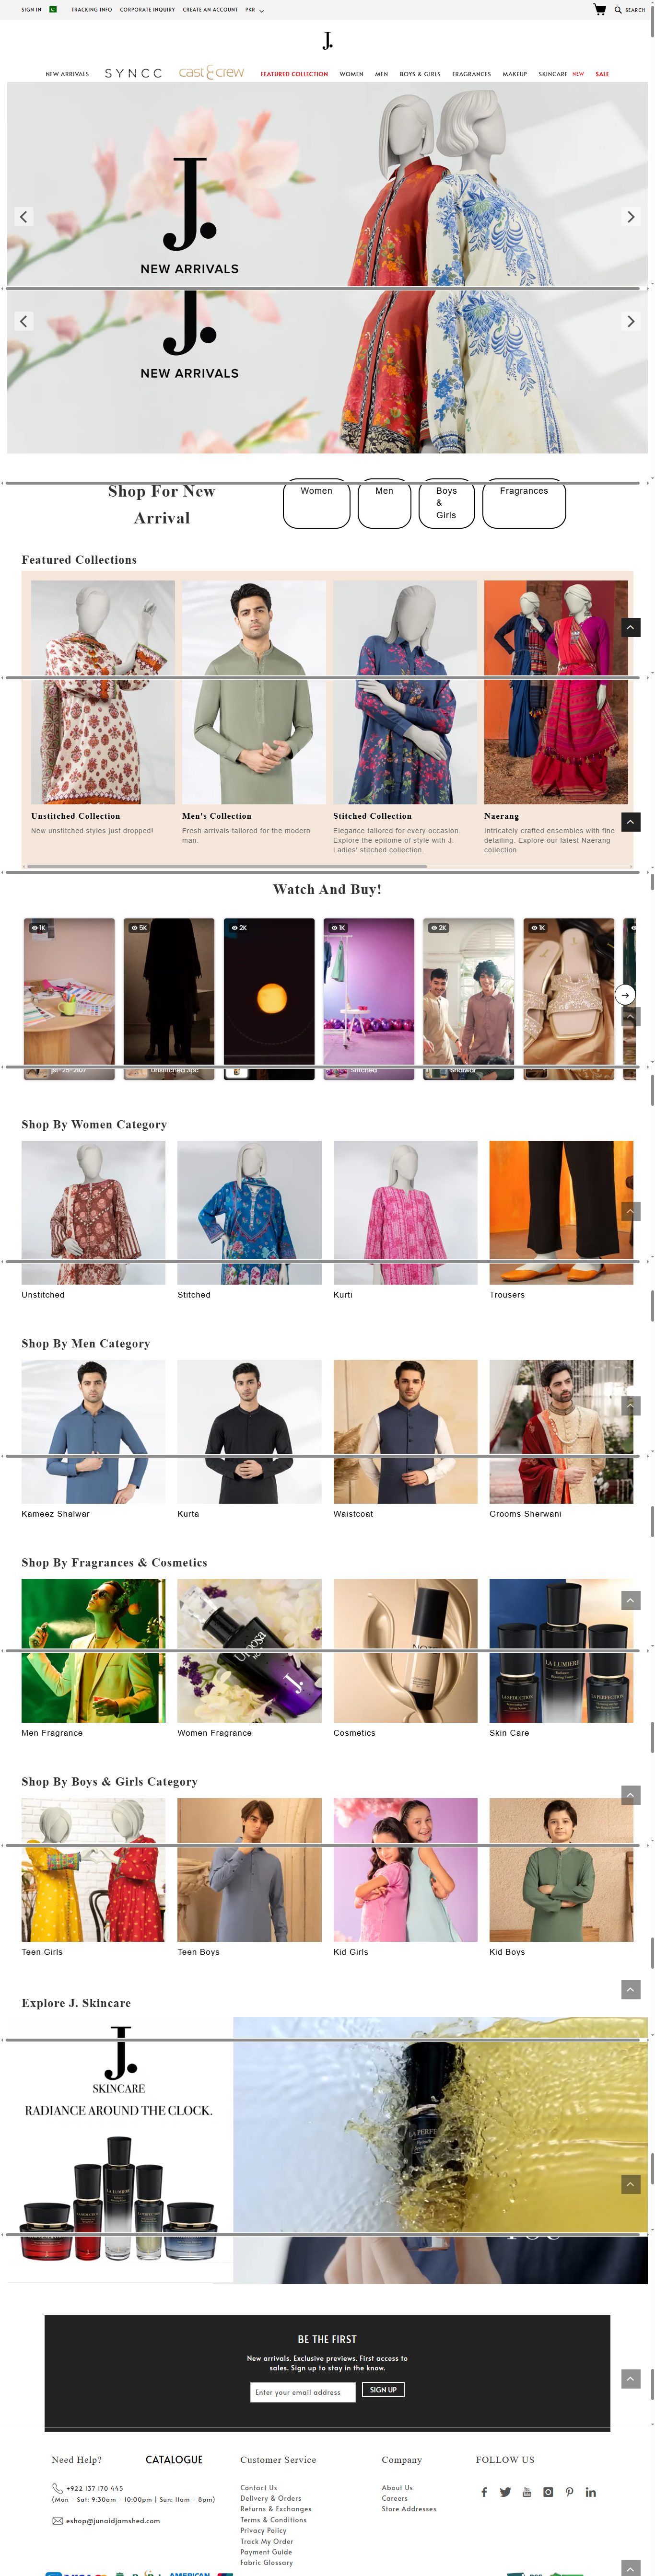 SIGN IN TRACKING INFO CORPORATE INQUIRY CREATE AN ACCOUNT PKR SEARCH
J.
NEW ARRIVALS SYNCC cast & crew FEATURED COLLECTION WOMEN MEN BOYS & GIRLS FRAGRANCES MAKEUP SKINCARE NEW SALE
J.
NEW ARRIVALS
J.
NEW ARRIVALS
Shop For New
Arrival
Women Men Boys & Girls Fragrances
Featured Collections
Unstitched Collection
New unstitched styles just dropped!
Men's Collection
Fresh arrivals tailored for the modern
man.
Stitched Collection
Elegance tailored for every occasion.
Explore the epitome of style with J.
Ladies' stitched collection.
Naerang
Intricately crafted ensembles with fine
detailing. Explore our latest Naerang
collection
Watch And Buy!
1K 5K 2K 1K 2K 1K
Unstitched 3pc Stitched Shalwar
Shop By Women Category
Unstitched Stitched Kurti Trousers
Shop By Men Category
Kameez Shalwar Kurta Waistcoat Grooms Sherwani
Shop By Fragrances & Cosmetics
J.
LA LUMIERE
LA SEDUCTION LA PERFECTION
Men Fragrance Women Fragrance Cosmetics Skin Care
Shop By Boys & Girls Category
Teen Girls Teen Boys Kid Girls Kid Boys
Explore J. Skincare
J.
SKINCARE
RADIANCE AROUND THE CLOCK.
BE THE FIRST
New arrivals. Exclusive previews. First access to
sales. Sign up to stay in the know.
Enter your email address SIGN UP
Need Help?
+922 137 170 445
(Mon - Sat: 9:30am - 10:00pm | Sun: 11am - 8pm)
eshop@junaidjamshed.com
CATALOGUE
Customer Service
Contact Us
Delivery & Orders
Returns & Exchanges
Terms & Conditions
Privacy Policy
Track My Order
Payment Guide
Fabric Glossary
Company
About Us
Careers
Store Addresses
FOLLOW US